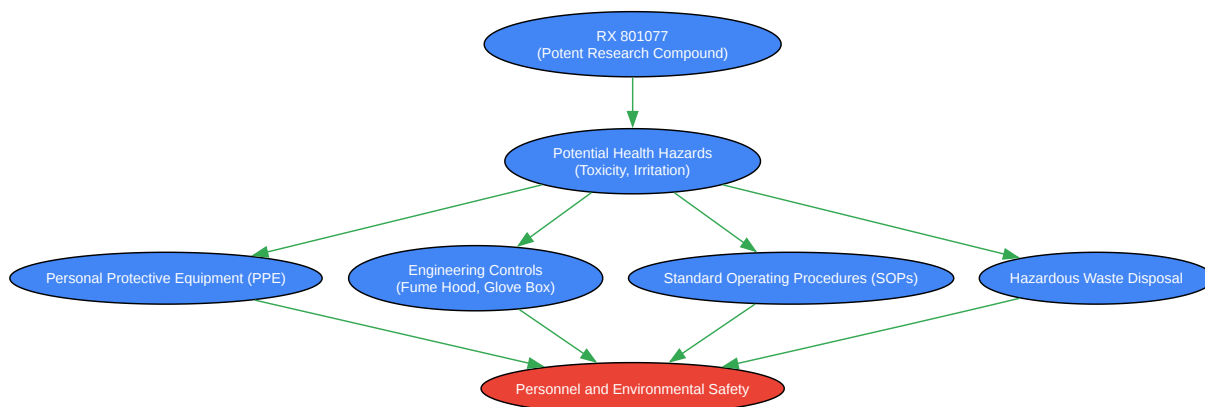 RX 801077
(Potent Research Compound)
Potential Health Hazards
(Toxicity, Irritation)
Personal Protective Equipment (PPE)
Engineering Controls
(Fume Hood, Glove Box)
Standard Operating Procedures (SOPs)
Hazardous Waste Disposal
Personnel and Environmental Safety